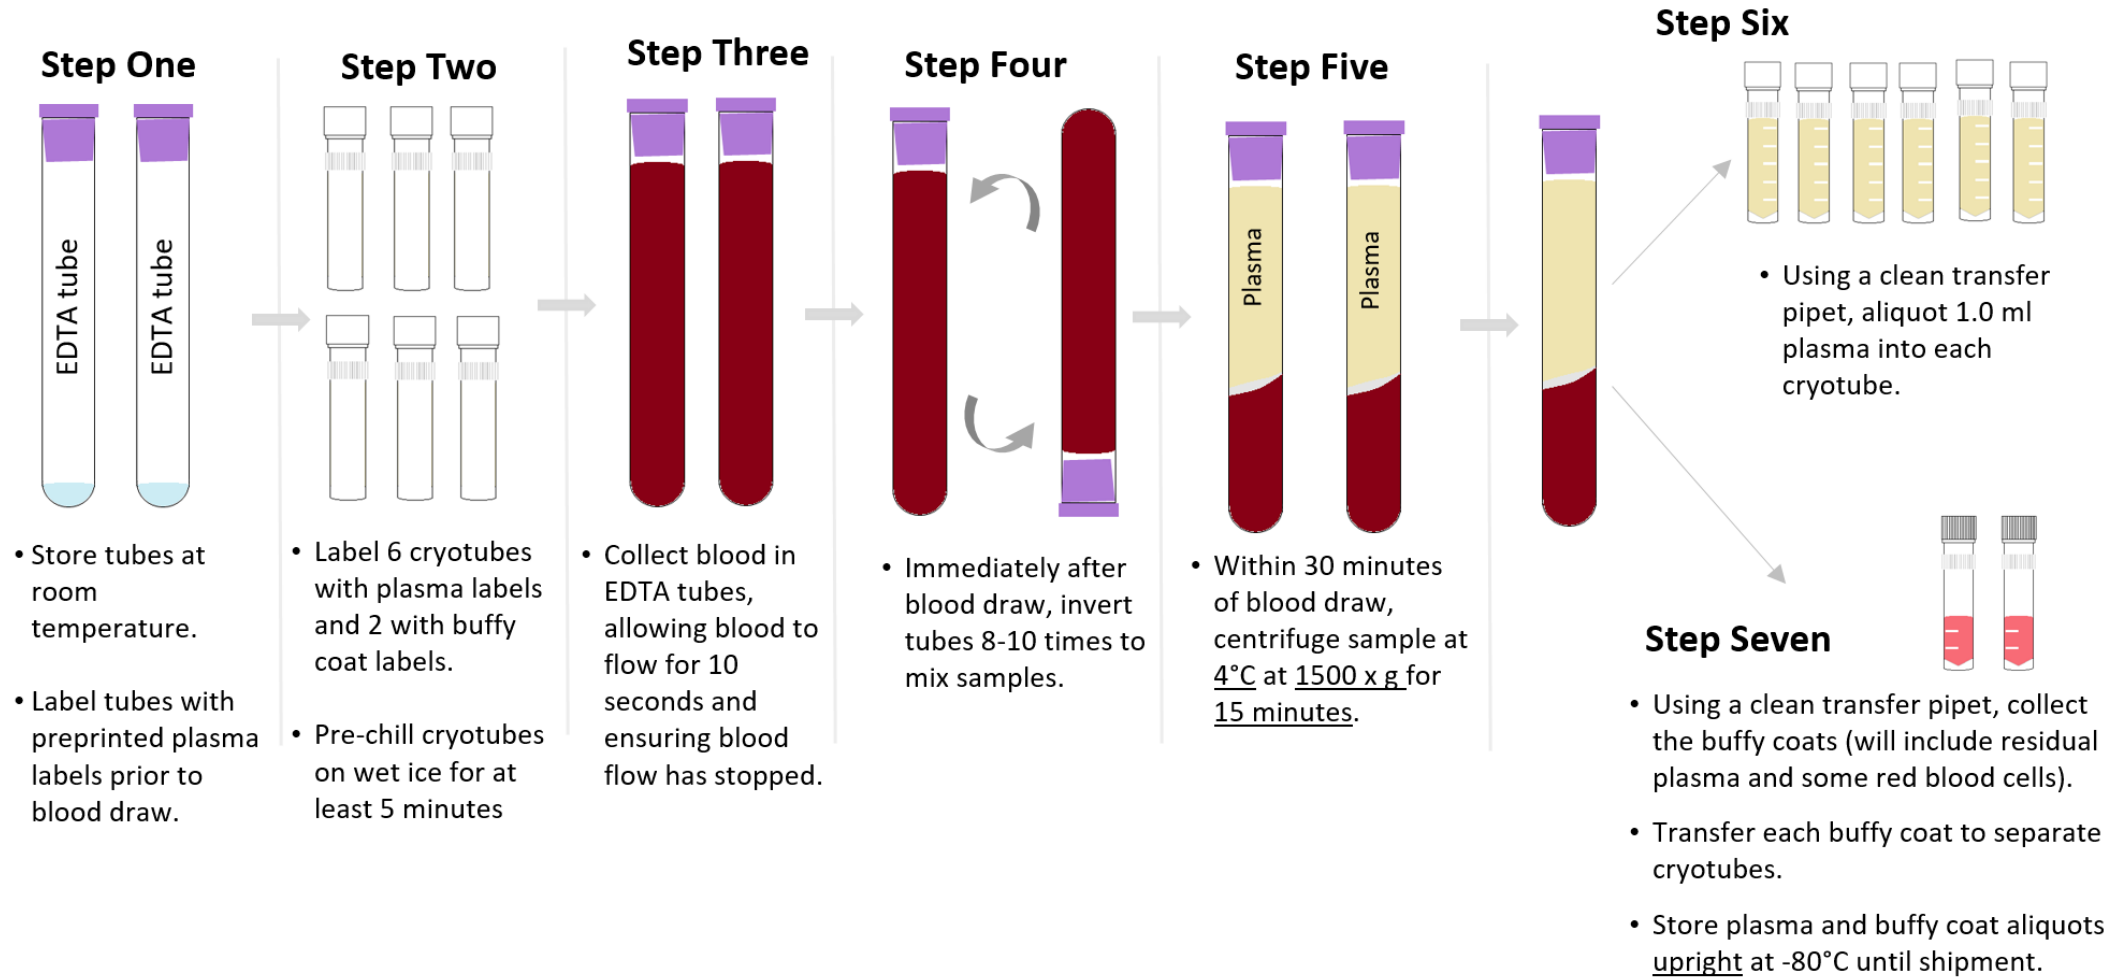 Step One
EDTA tube
EDTA tube
• Store tubes at
room
temperature.
• Label tubes with
preprinted plasma
labels prior to
blood draw.
Step Two
• Label 6 cryotubes
with plasma labels
and 2 with buffy
coat labels.
• Pre-chill cryotubes
on wet ice for at
least 5 minutes
Step Three
• Collect blood in
EDTA tubes,
allowing blood to
flow for 10
seconds and
ensuring blood
flow has stopped.
Step Four
• Immediately after
blood draw, invert
tubes 8-10 times to
mix samples.
Step Five
Plasma
Plasma
• Within 30 minutes
of blood draw,
centrifuge sample at
4°C at 1500 x g for
15 minutes.
Step Six
• Using a clean transfer
pipet, aliquot 1.0 ml
plasma into each
cryotube.
Step Seven
• Using a clean transfer pipet, collect
the buffy coats (will include residual
plasma and some red blood cells).
• Transfer each buffy coat to separate
cryotubes.
• Store plasma and buffy coat aliquots
upright at -80°C until shipment.